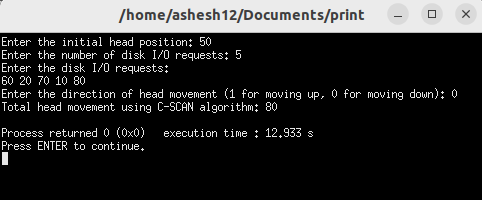 /home/ashesh12/Documents/print
Enter the initial head position: 50
Enter the number of disk I/O requests: 5
Enter the disk I/O requests:
60 20 70 10 80
Enter the direction of head movement (1 for moving up, 0 for moving down): 0
Total head movement using C-SCAN algorithm: 80
Process returned 0 (0x0)   execution time : 12.933 s
Press ENTER to continue.